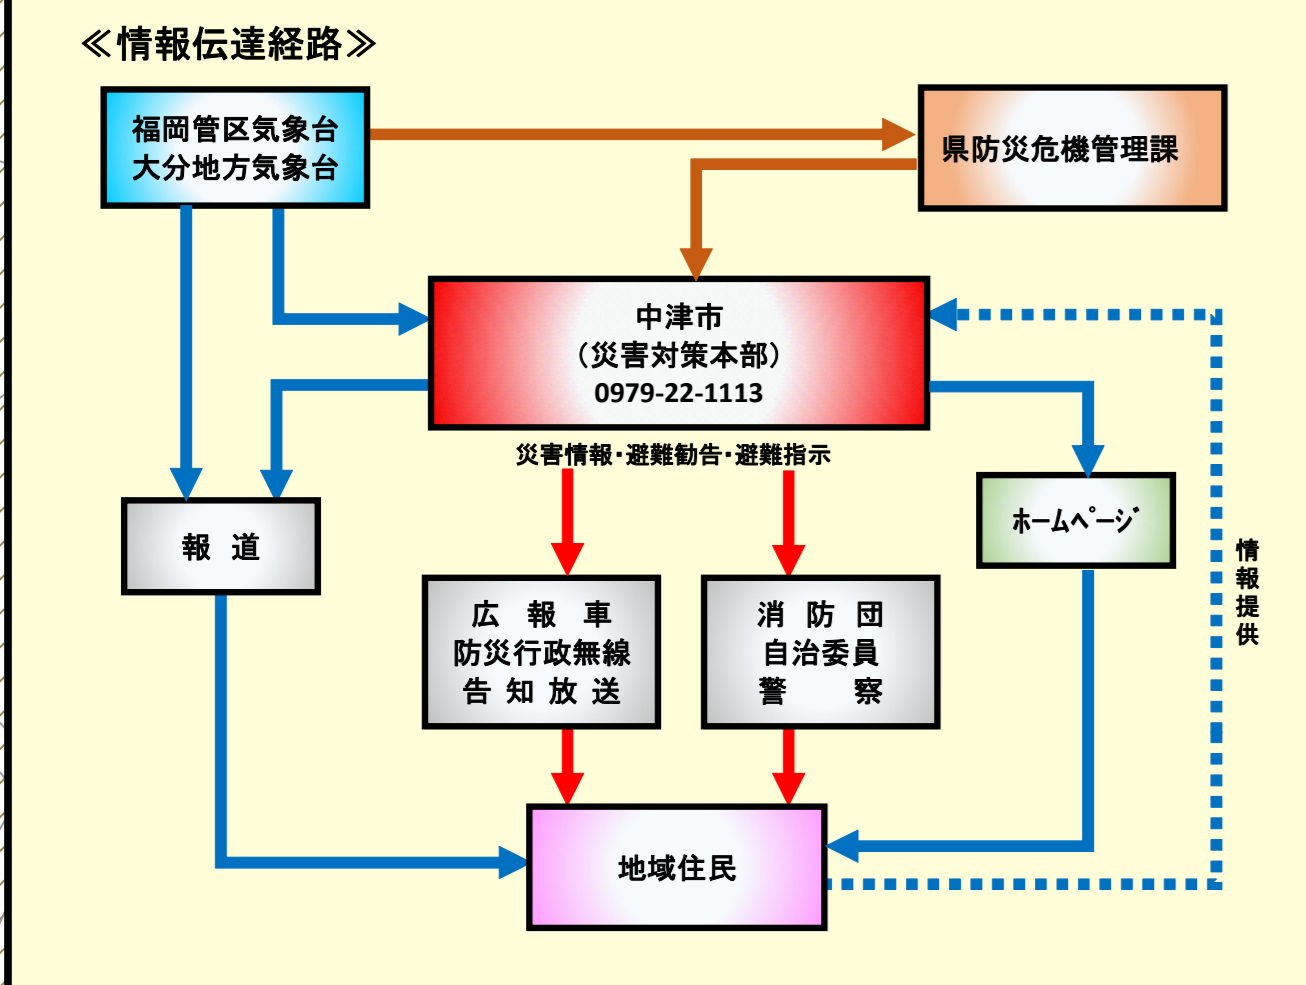 ≪情報伝達経路≫
福岡管区気象台
大分地方気象台
県防災危機管理課
中津市
（災害対策本部）
0979-22-1113
災害情報・避難勧告・避難指示
報　道
ﾎｰﾑﾍﾟｰｼﾞ
広　報　車
防災行政無線
告 知 放 送
消 防 団
自治委員
警　　察
情報提供
地域住民